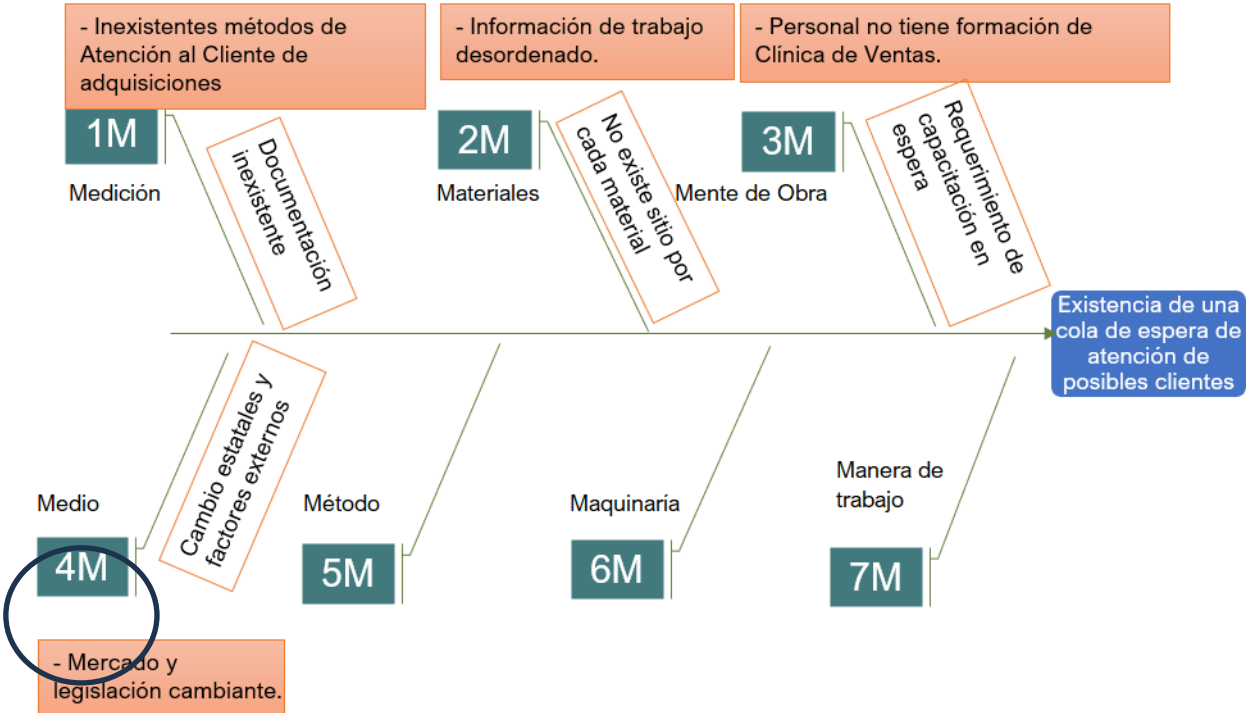 - Inexistentes métodos de
Atención al Cliente de
adquisiciones
- Información de trabajo
desordenado.
- Personal no tiene formación de
Clínica de Ventas.
1M
Medición
Documentación
inexistente
2M
Materiales
No existe sitio por
cada material
3M
Mente de Obra
Requerimiento de
capacitación en
espera
Existencia de una
cola de espera de
atención de
posibles clientes
Cambio estatales y
factores externos
Medio
4M
- Mercado y
legislación cambiante.
Método
5M
Maquinaría
6M
Manera de
trabajo
7M